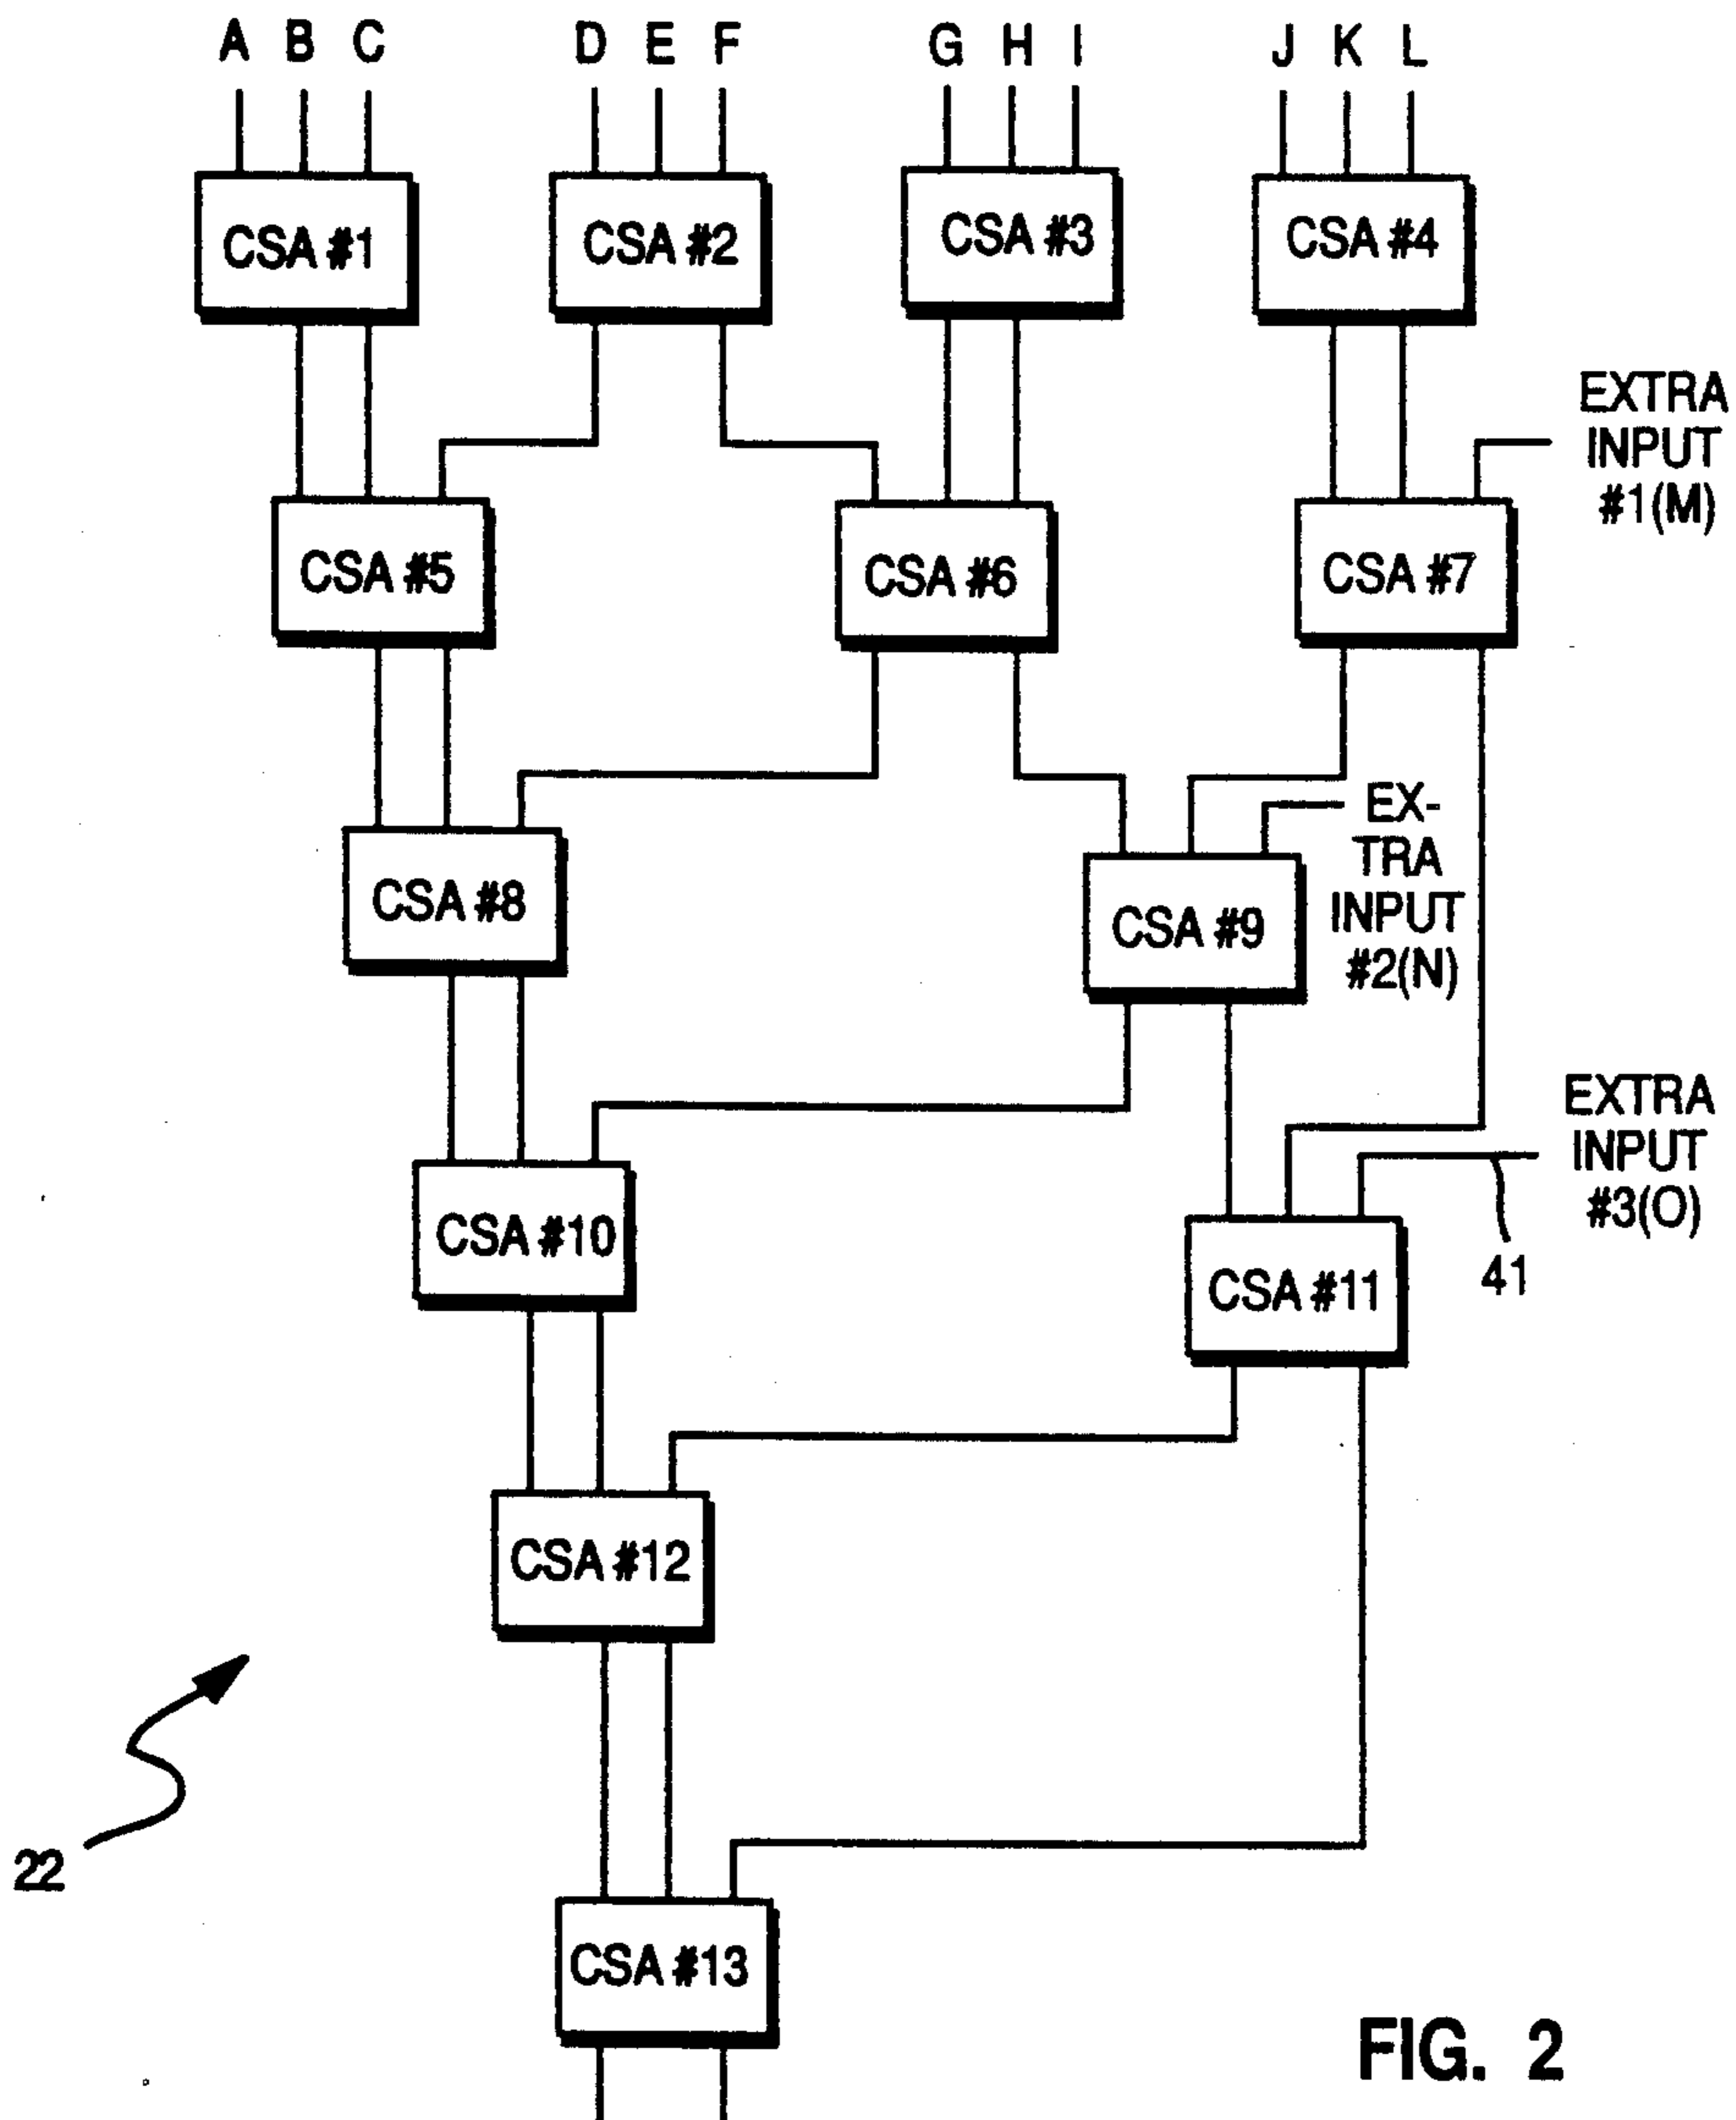 A B C D E F G H I J K L
CSA #1 CSA #2 CSA #3 CSA #4
EXTRA
INPUT
#1(M)
CSA #5 CSA #6 CSA #7
EX-
TRA
INPUT
#2(N)
CSA #8 CSA #9
EXTRA
INPUT
#3(O)
41
CSA #10 CSA #11
CSA #12
22
CSA #13
FIG. 2